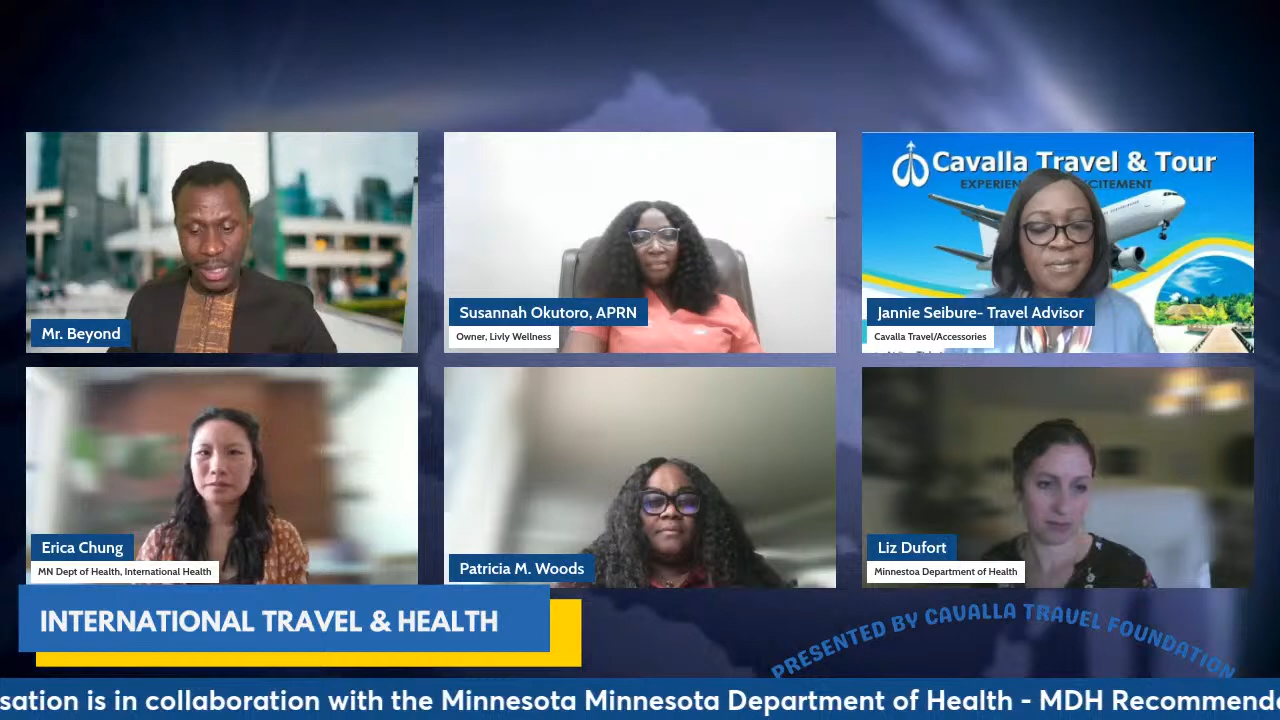 Cavalla Travel & Tour
Mr. Beyond
Susannah Okutoro, APRN
Owner, Livly Wellness
Jannie Seibure- Travel Advisor
Cavalla Travel/Accessories
Erica Chung
MN Dept of Health, International Health
Patricia M. Woods
Liz Dufort
Minnestoa Department of Health
INTERNATIONAL TRAVEL & HEALTH
PRESENTED BY CAVALLA TRAVEL FOUNDATION
sation is in collaboration with the Minnesota Minnesota Department of Health - MDH Recommend